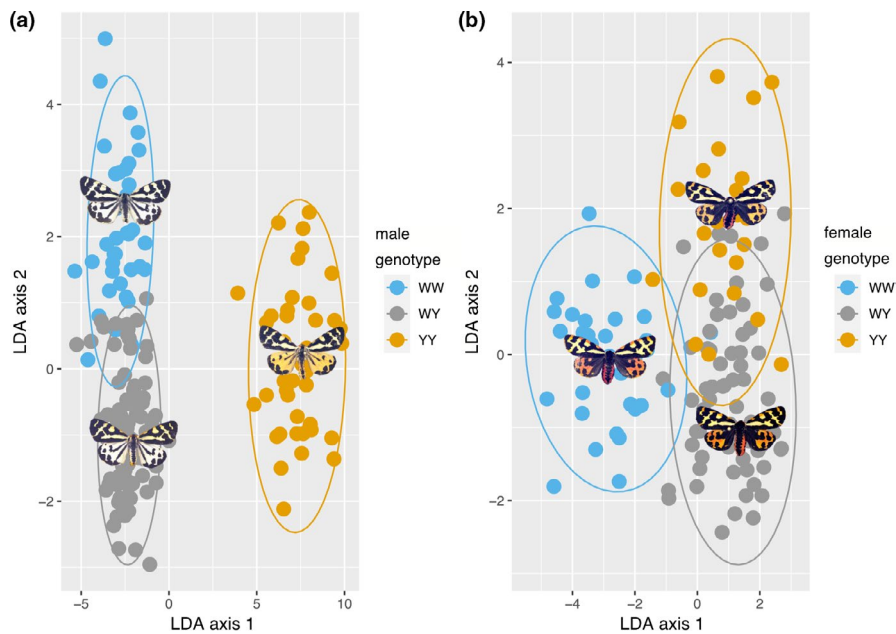 (a)
LDA axis 2
4
2
0
−2
−5
0
5
10
LDA axis 1
male
genotype
WW
WY
YY
(b)
LDA axis 2
4
2
0
−2
−4
−2
0
2
LDA axis 1
female
genotype
WW
WY
YY